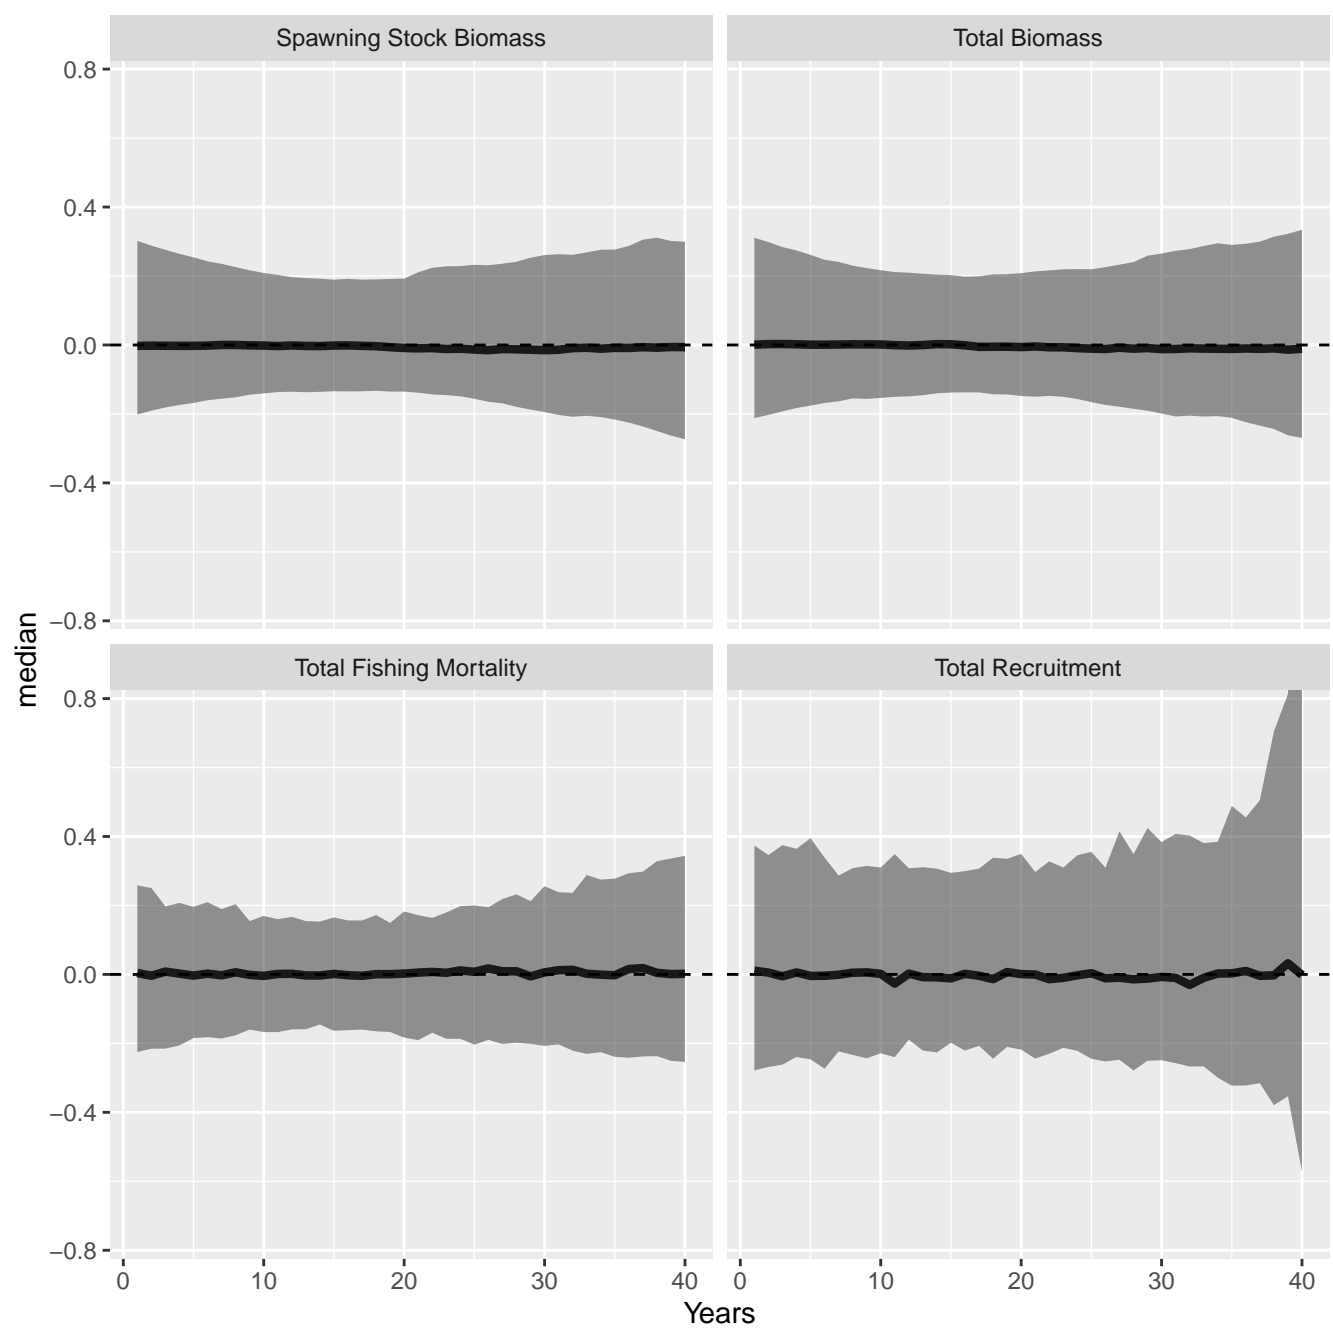 Spawning Stock Biomass
Total Biomass
0.8
0.4
0.0
−0.4
−0.8
median
Total Fishing Mortality
Total Recruitment
0.8
0.4
0.0
−0.4
−0.8
0 10 20 30 40
0 10 20 30 40
Years